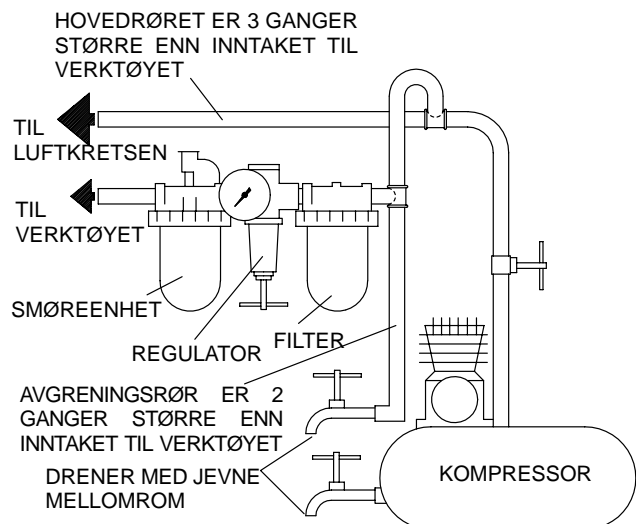 HOVEDRØRET ER 3 GANGER
STØRRE ENN INNTAKET TIL
VERKTØYET
TIL
LUFTKRETSEN
TIL
VERKTØYET
SMØREENHET
REGULATOR
FILTER
AVGRENINGSRØR ER 2
GANGER STØRRE ENN
INNTAKET TIL VERKTØYET
DRENER MED JEVNE
MELLOMROM
KOMPRESSOR